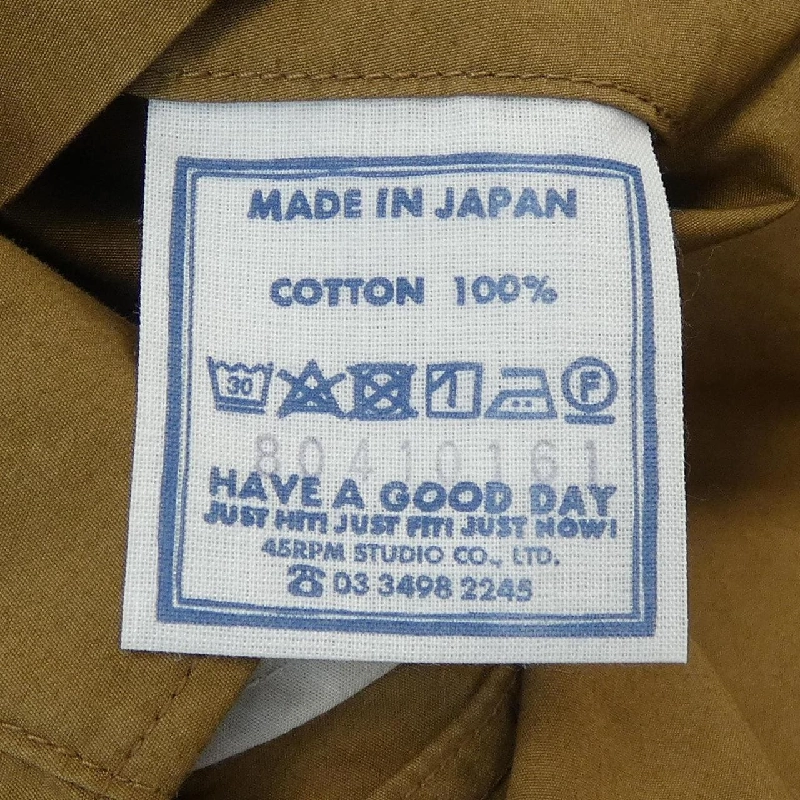 MADE IN JAPAN
COTTON 100%
30
F
80410161
HAVE A GOOD DAY
JUST HIT! JUST FIT! JUST NOW!
45RPM STUDIO CO., LTD.
☎ 03 3498 2245